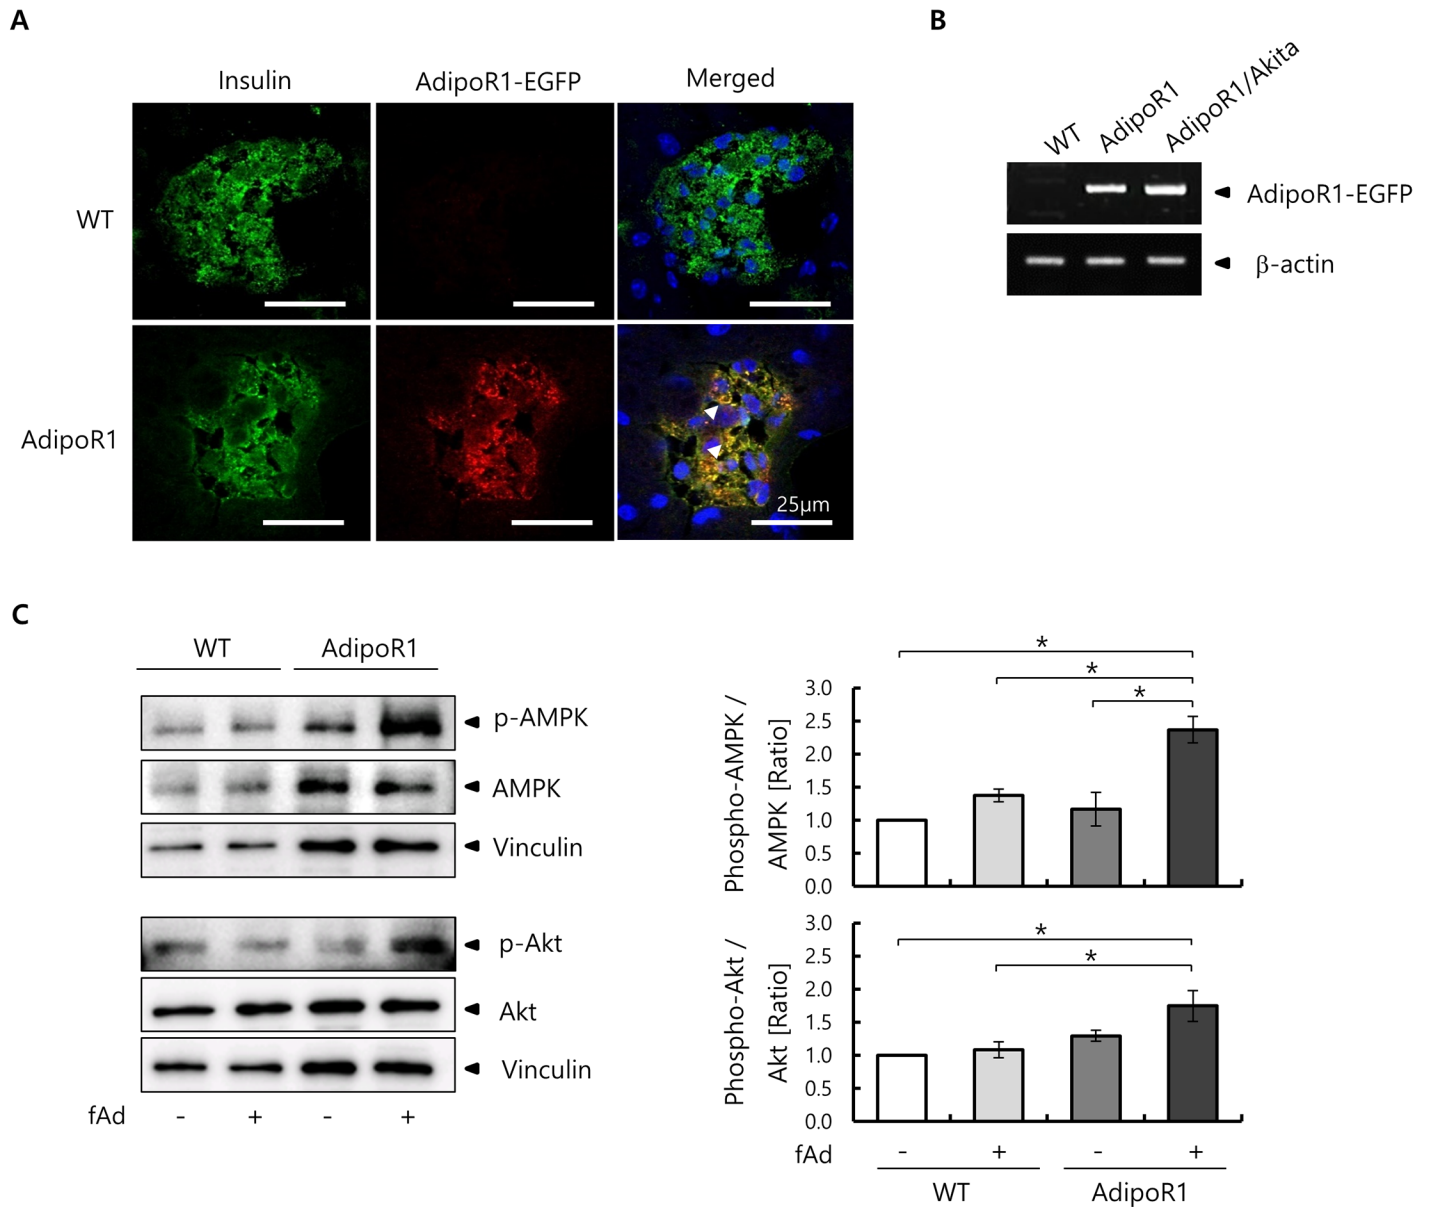 A
Insulin
AdipoR1-EGFP
Merged
WT
AdipoR1
25μm
B
WT
AdipoR1
AdipoR1/Akita
AdipoR1-EGFP
β-actin
C
WT
AdipoR1
p-AMPK
AMPK
Vinculin
p-Akt
Akt
Vinculin
fAd - + - +
Phospho-AMPK /
AMPK [Ratio]
3.0
2.5
2.0
1.5
1.0
0.5
0.0
*
*
*
Phospho-Akt /
Akt [Ratio]
3.0
2.5
2.0
1.5
1.0
0.5
0.0
*
*
fAd - + - +
WT AdipoR1